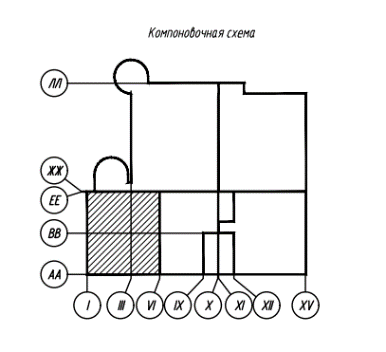 Компоновочная схема
ЛЛ
ЖЖ
ЕЕ
ВВ
АА
I III VI IX X XI XII XV